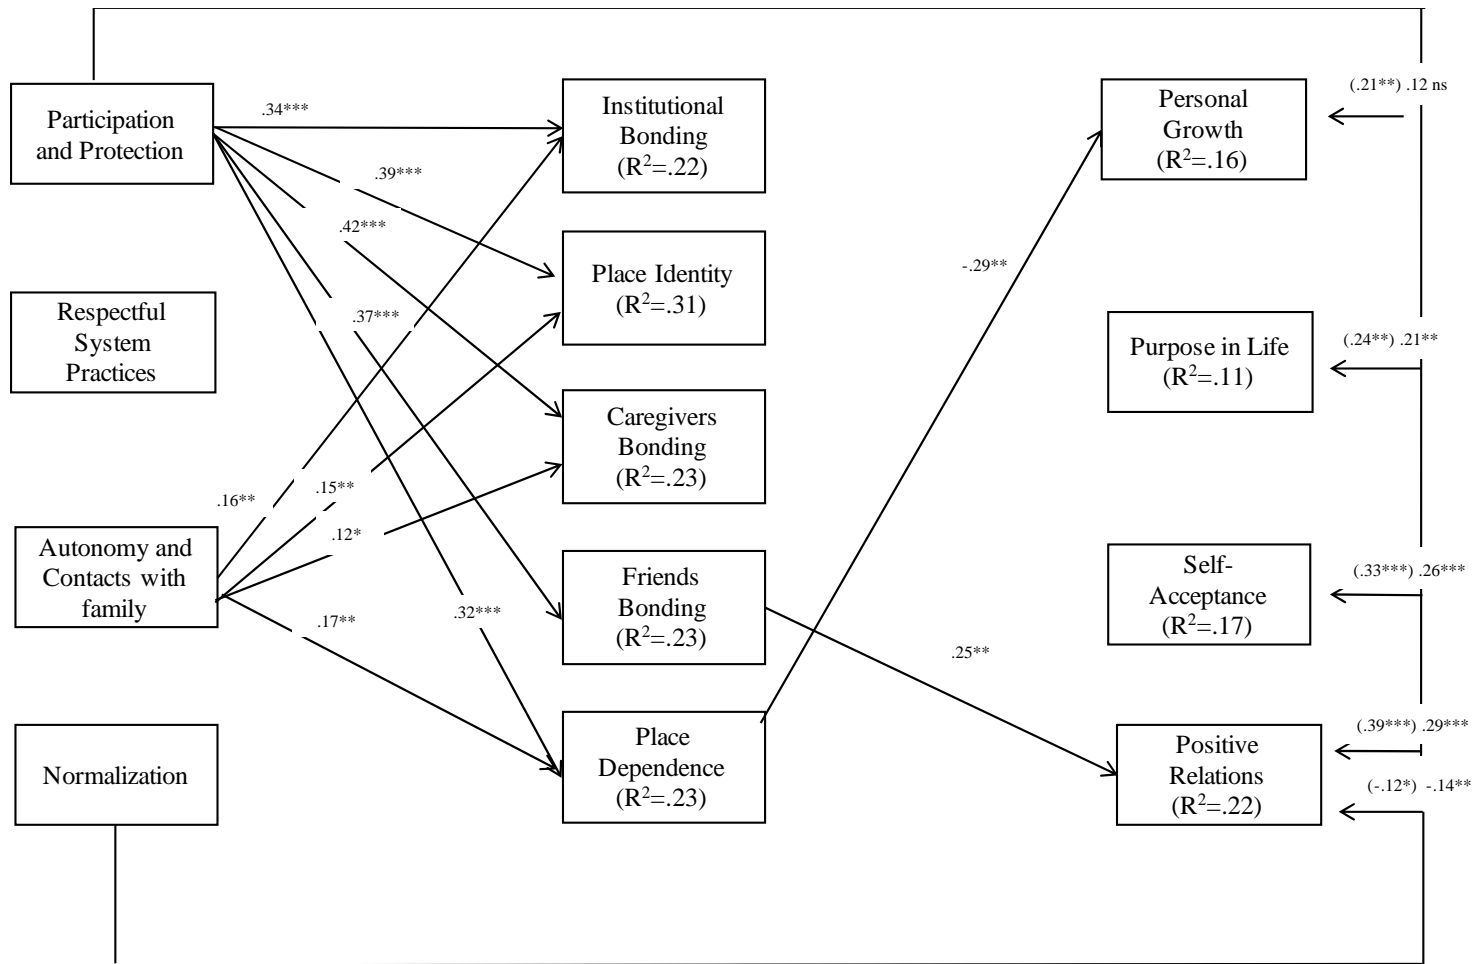 Participation
and Protection
Respectful
System
Practices
Autonomy and
Contacts with
family
Normalization
.34***
.39***
.42***
.37***
.16**
.15**
.12*
.17**
.32***
Institutional
Bonding
(R²=.22)
Place Identity
(R²=.31)
Caregivers
Bonding
(R²=.23)
Friends
Bonding
(R²=.23)
Place
Dependence
(R²=.23)
-.29**
.25**
Personal
Growth
(R²=.16)
Purpose in Life
(R²=.11)
Self-
Acceptance
(R²=.17)
Positive
Relations
(R²=.22)
(.21**) .12 ns
(.24**) .21**
(.33***) .26***
(.39***) .29***
(-.12*) -.14**